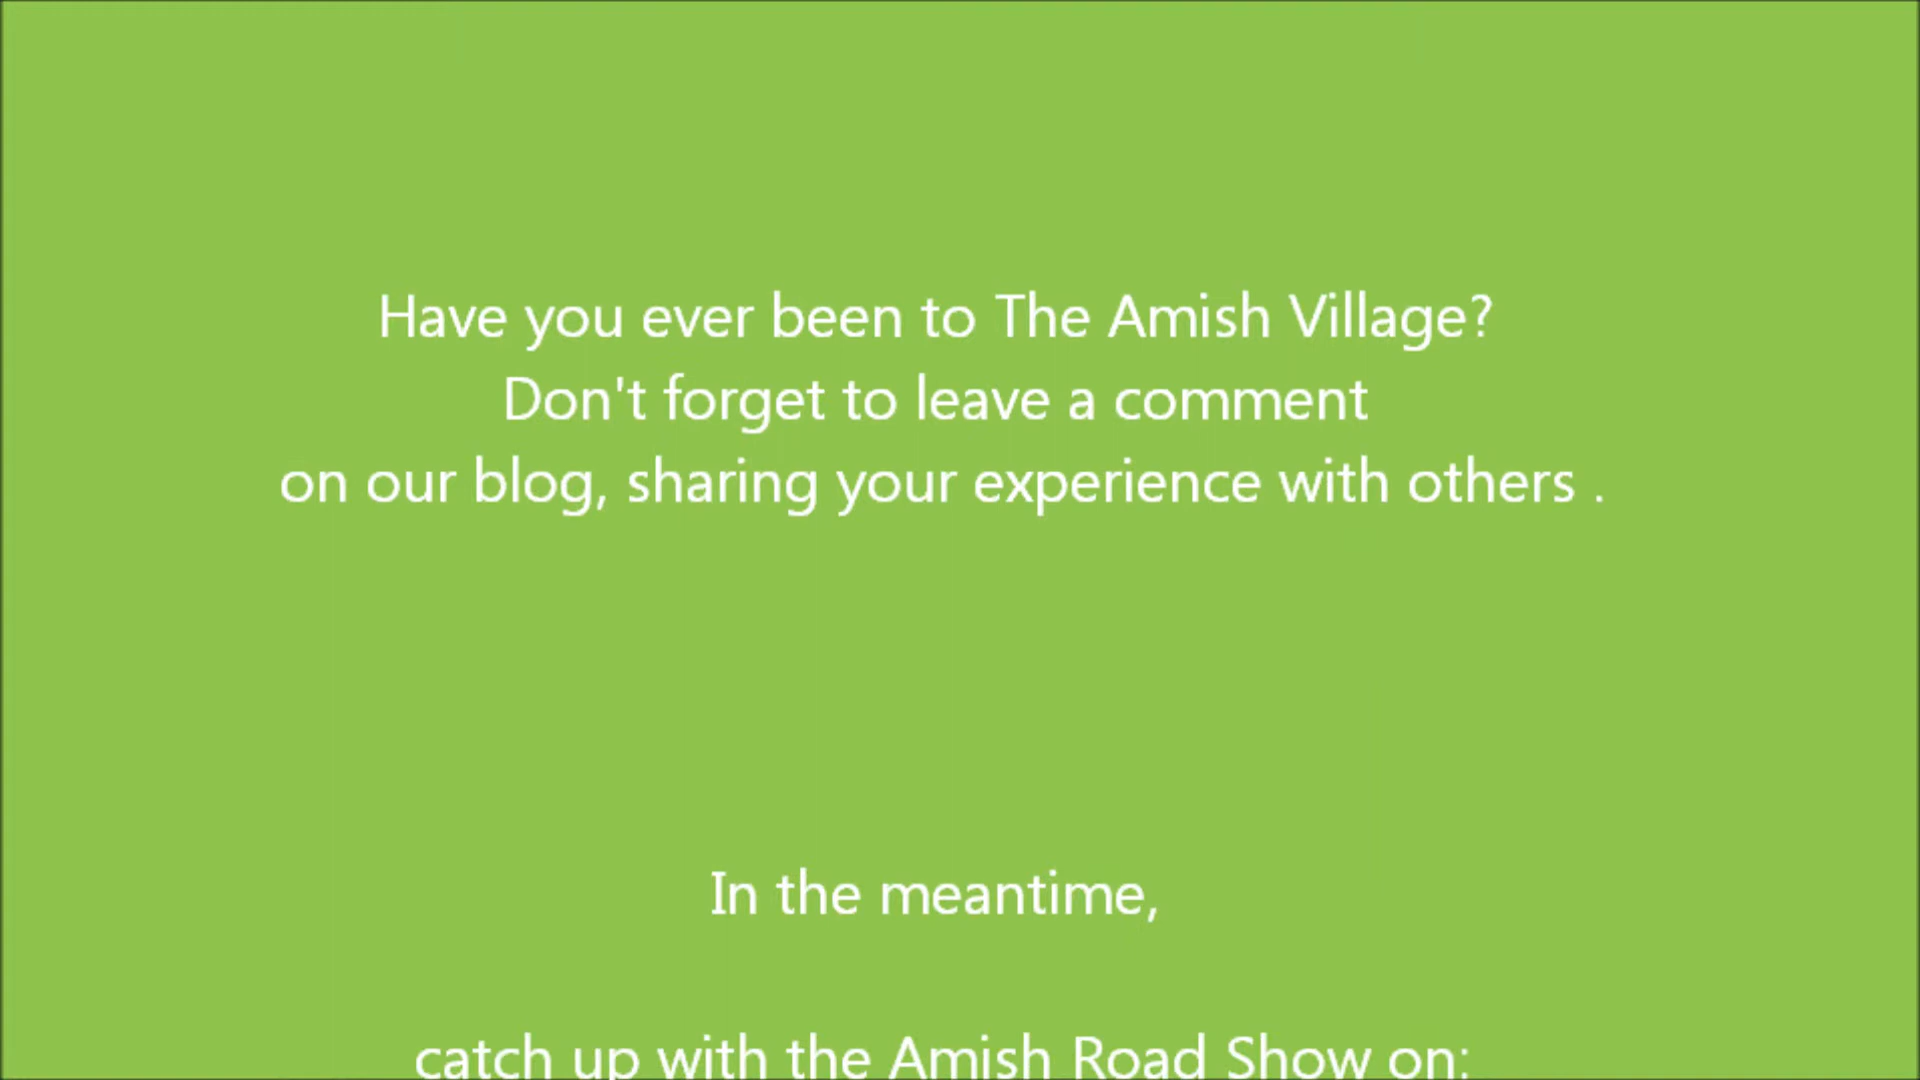 Have you ever been to The Amish Village?
Don't forget to leave a comment
on our blog, sharing your experience with others .
In the meantime,
catch up with the Amish Road Show on: